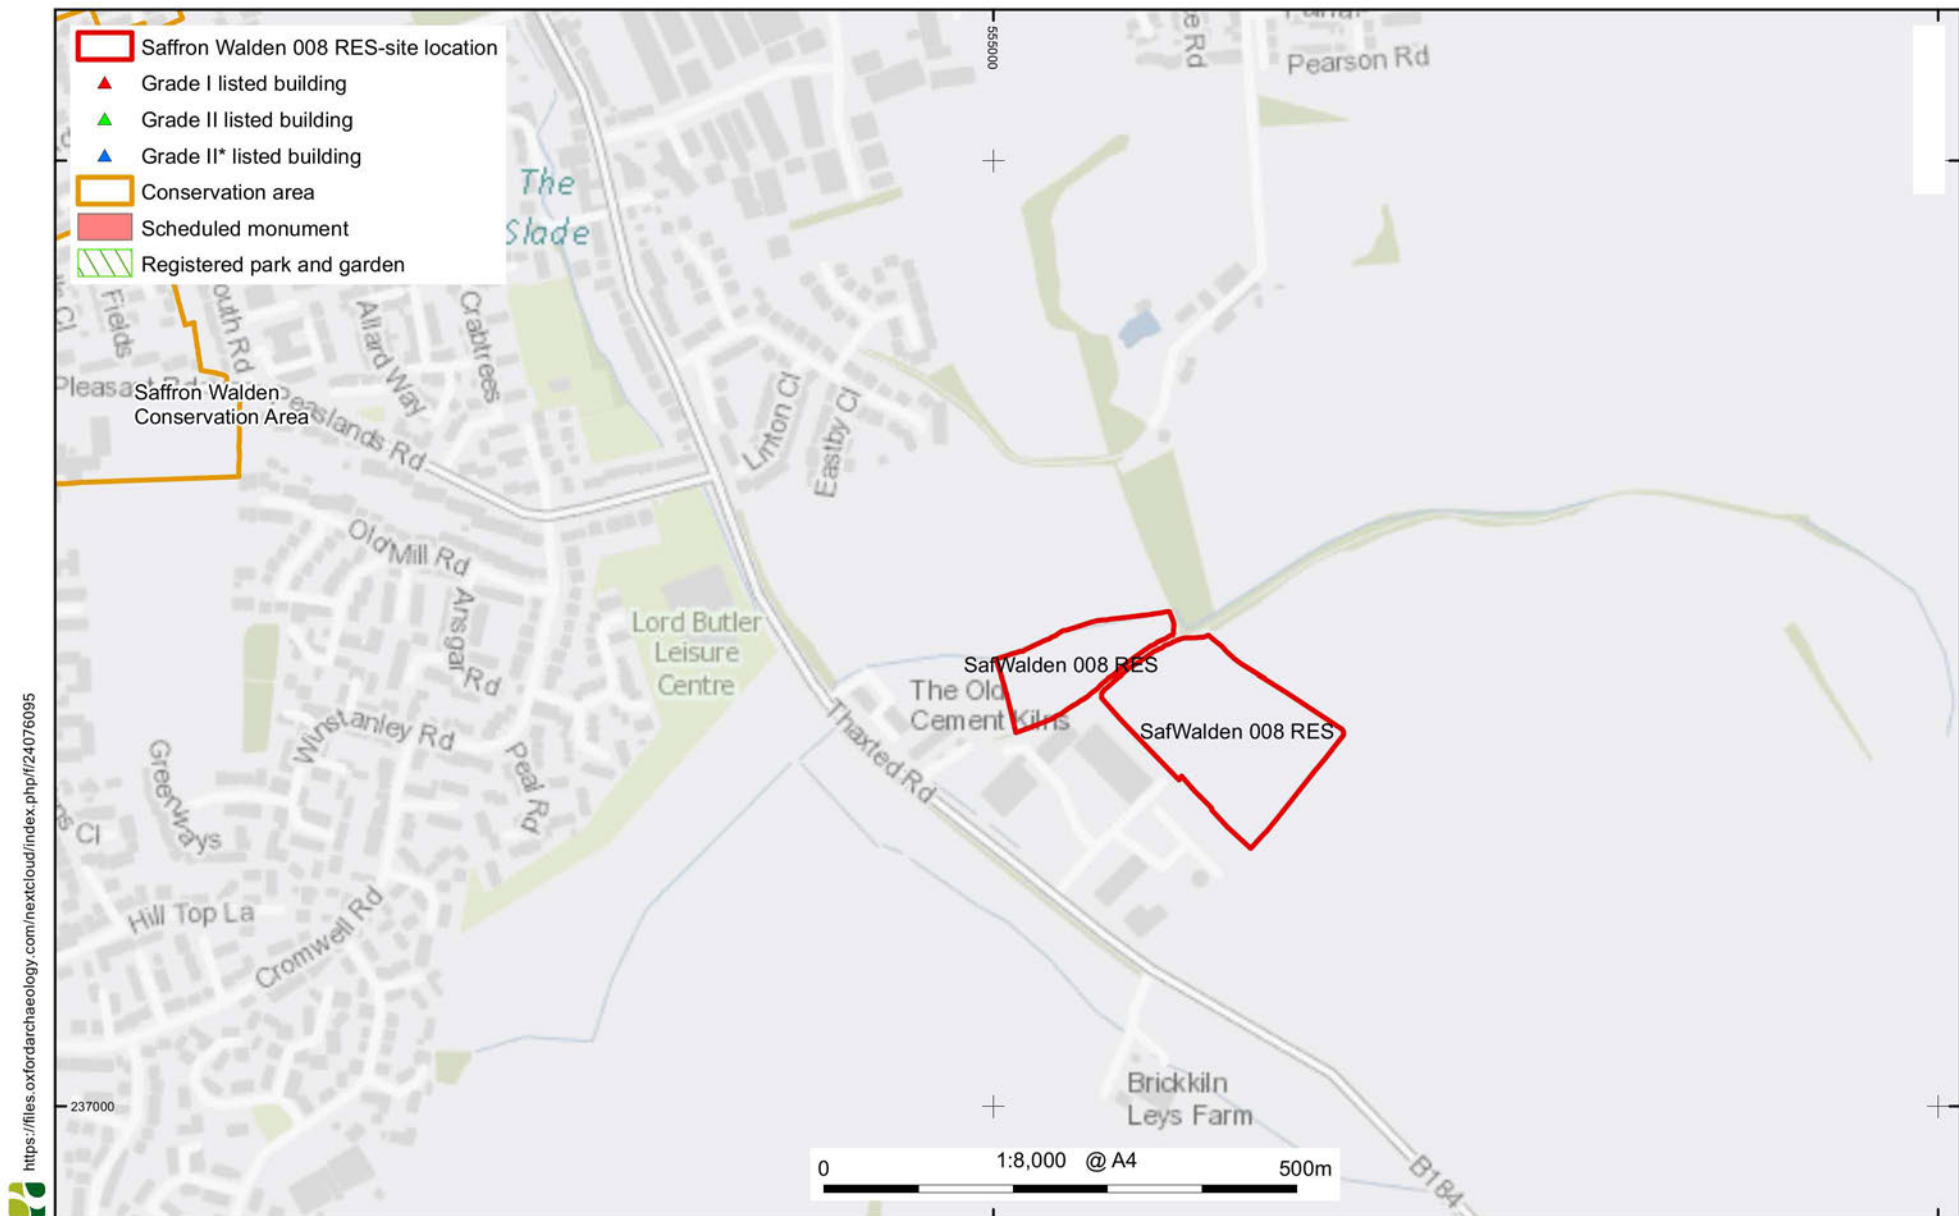 Saffron Walden 008 RES-site location
Grade I listed building
Grade II listed building
Grade II* listed building
Conservation area
Scheduled monument
Registered park and garden
555000
Pearson Rd
The
Slade
Fields
Allard Way
Crabtrees
Saffron Walden
Conservation Area
Peaslands Rd
Linton Cl
Eastby Cl
Old Mill Rd
Ansgar Rd
Lord Butler
Leisure
Centre
SafWalden 008 RES
The Old
Cement Kilns
SafWalden 008 RES
Winstanley Rd
Peal Rd
Greenways
Cl
Thaxted Rd
Hill Top La
Cromwell Rd
Brickkiln
Leys Farm
237000
B184
0
1:8,000 @ A4
500m
https://files.oxfordarchaeology.com/nextcloud/index.php/f/24076095